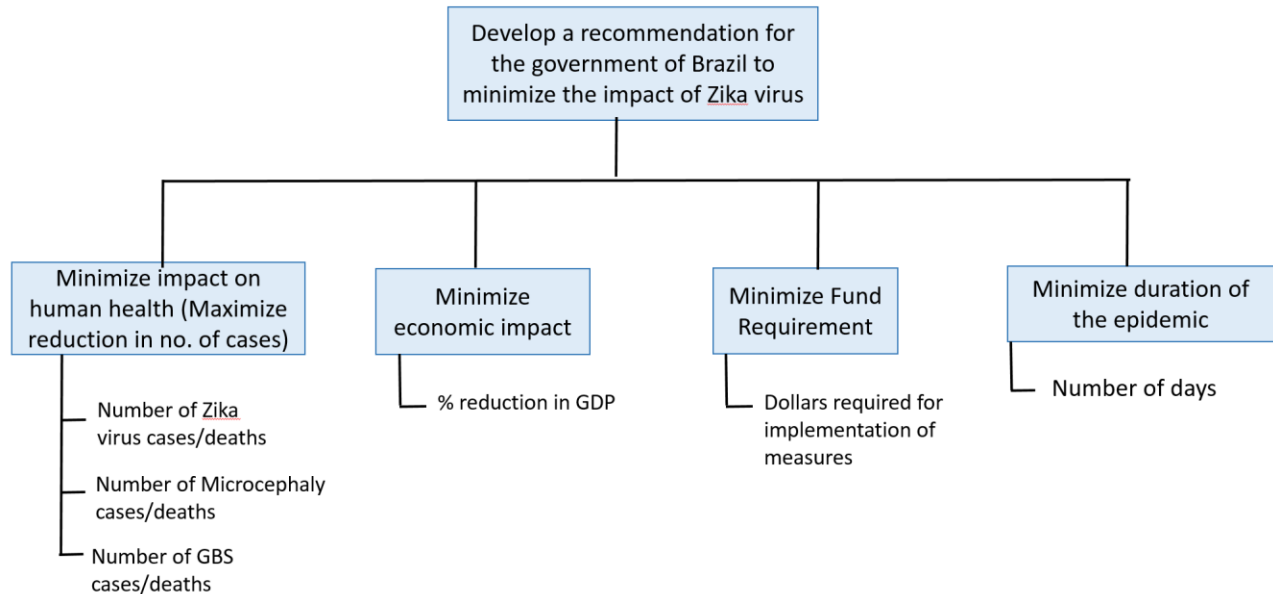 Develop a recommendation for
the government of Brazil to
minimize the impact of Zika virus
Minimize impact on
human health (Maximize
reduction in no. of cases)
Number of Zika
virus cases/deaths
Number of Microcephaly
cases/deaths
Number of GBS
cases/deaths
Minimize
economic impact
% reduction in GDP
Minimize Fund
Requirement
Dollars required for
implementation of
measures
Minimize duration of
the epidemic
Number of days